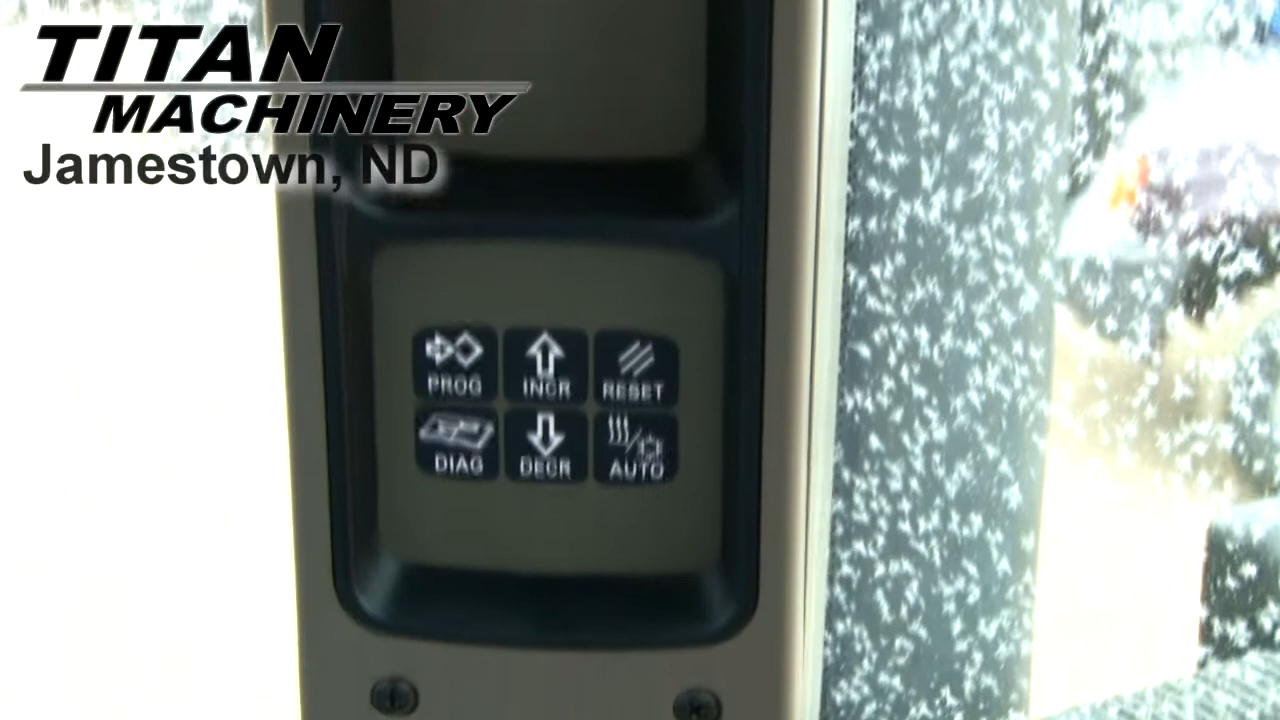 TITAN
MACHINERY
Jamestown, ND
PROG INCR RESET
DIAG DECR AUTO